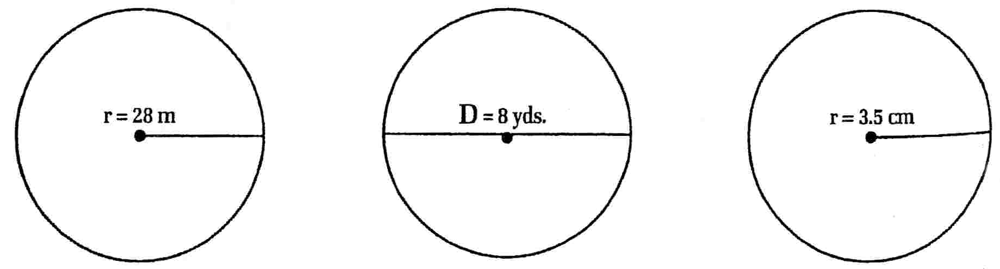 r = 28 m
D = 8 yds.
r = 3.5 cm